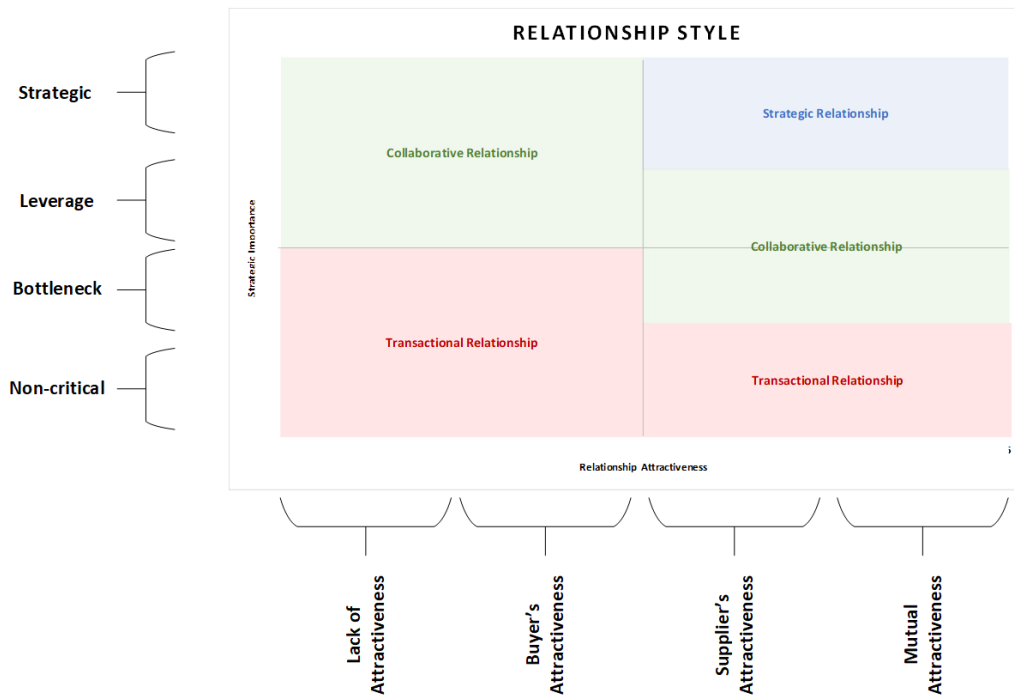 RELATIONSHIP STYLE
Strategic
Strategic Relationship
Collaborative Relationship
Leverage
Strategic Importance
Collaborative Relationship
Bottleneck
Transactional Relationship
Transactional Relationship
Non-critical
Relationship Attractiveness
Lack of
Attractiveness
Buyer's
Attractiveness
Supplier's
Attractiveness
Mutual
Attractiveness